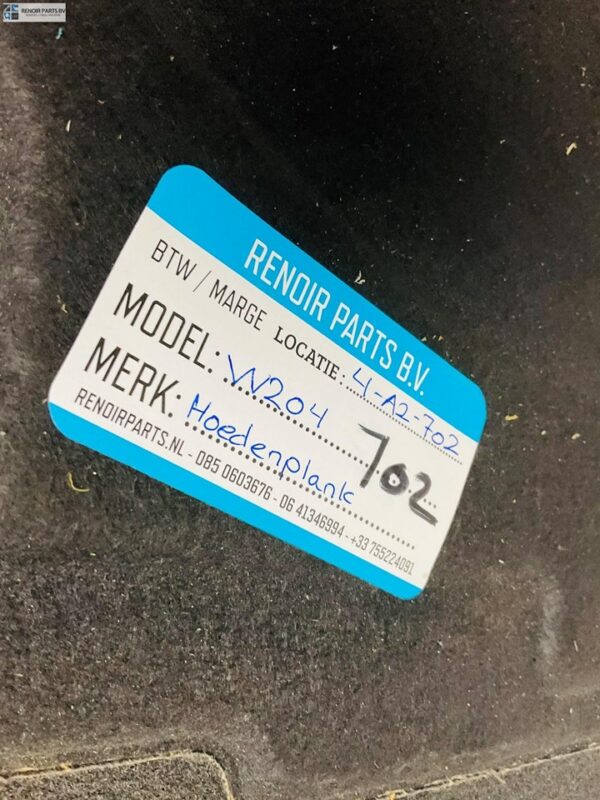 RENOIR PARTS BV
RENOIR PARTS B.V.
BTW / MARGE LOCATIE: 4-A2-702
MODEL: W204
MERK: Hoedenplank 702
RENOIRPARTS.NL - 085 0603676 - 06 41346994 - +33 755224091